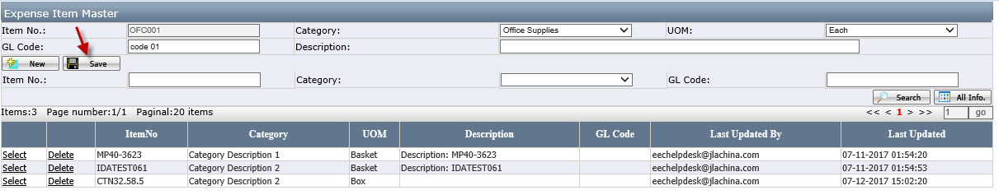 Expense Item Master
Item No.: OFC001 Category: Office Supplies UOM: Each
GL Code: code 01 Description:
New Save
Item No.: Category: GL Code:
Search All Info.
Items:3 Page number:1/1 Paginal:20 items << < 1 > >> 1 go
ItemNo Category UOM Description GL Code Last Updated By Last Updated
Select Delete MP40-3623 Category Description 1 Basket Description: MP40-3623 eechelpdesk@jlachina.com 07-11-2017 01:54:20
Select Delete IDATEST061 Category Description 2 Basket Description: IDATEST061 eechelpdesk@jlachina.com 07-11-2017 01:54:53
Select Delete CTN32.58.5 Category Description 2 Box eechelpdesk@jlachina.com 07-12-2017 15:02:20